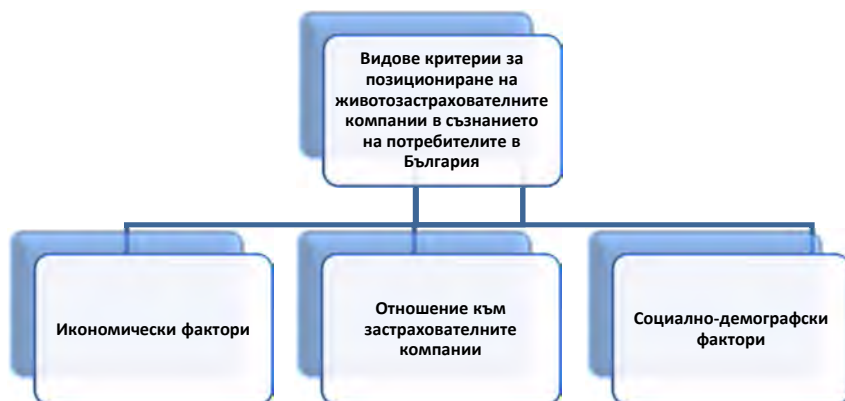 Видове критерии за
позициониране на
животозастрахователните
компании в съзнанието
на потребителите в
България
Икономически фактори
Отношение към
застрахователните
компании
Социално-демографски
фактори